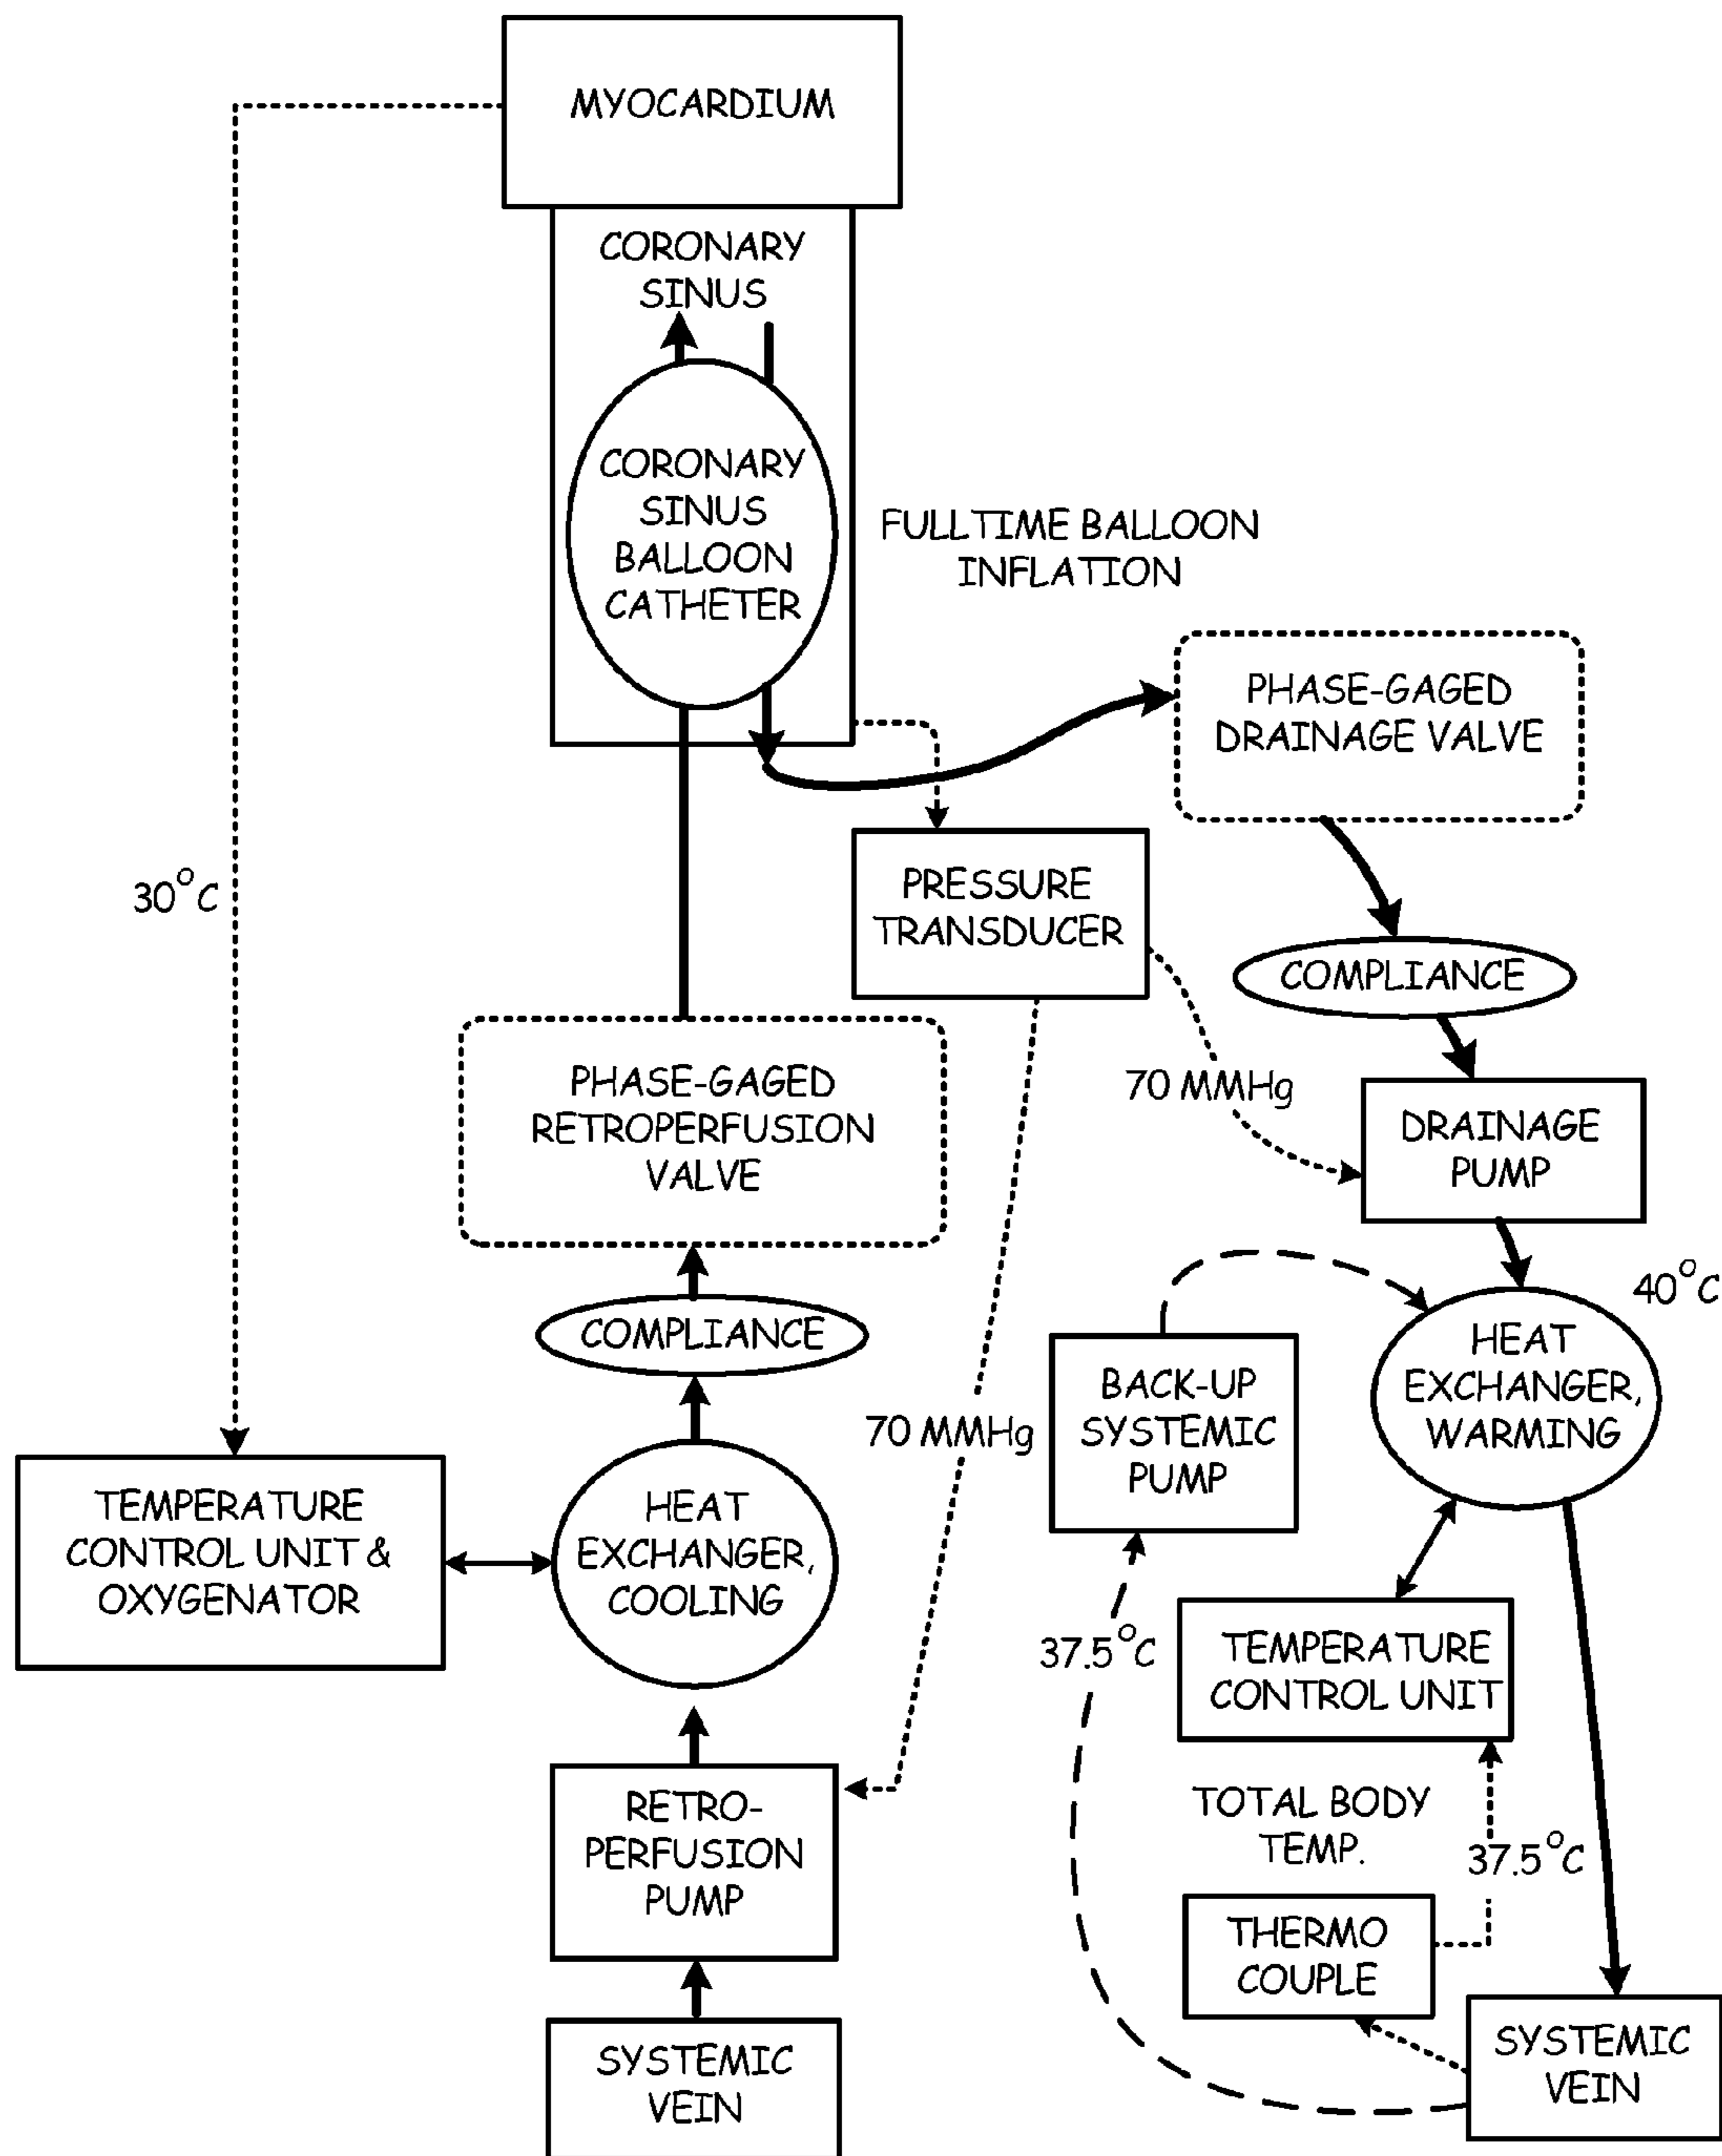 MYOCARDIUM
CORONARY
SINUS
CORONARY
SINUS
BALLOON
CATHETER
FULLTIME BALLOON
INFLATION
PHASE-GAGED
DRAINAGE VALVE
30°C
PRESSURE
TRANSDUCER
COMPLIANCE
PHASE-GAGED
RETROPERFUSION
VALVE
70 MMHg
DRAINAGE
PUMP
40°C
COMPLIANCE
HEAT
EXCHANGER,
WARMING
BACK-UP
SYSTEMIC
PUMP
70 MMHg
TEMPERATURE
CONTROL UNIT &
OXYGENATOR
HEAT
EXCHANGER,
COOLING
37.5°C
TEMPERATURE
CONTROL UNIT
RETRO-
PERFUSION
PUMP
TOTAL BODY
TEMP.
37.5°C
THERMO
COUPLE
SYSTEMIC
VEIN
SYSTEMIC
VEIN